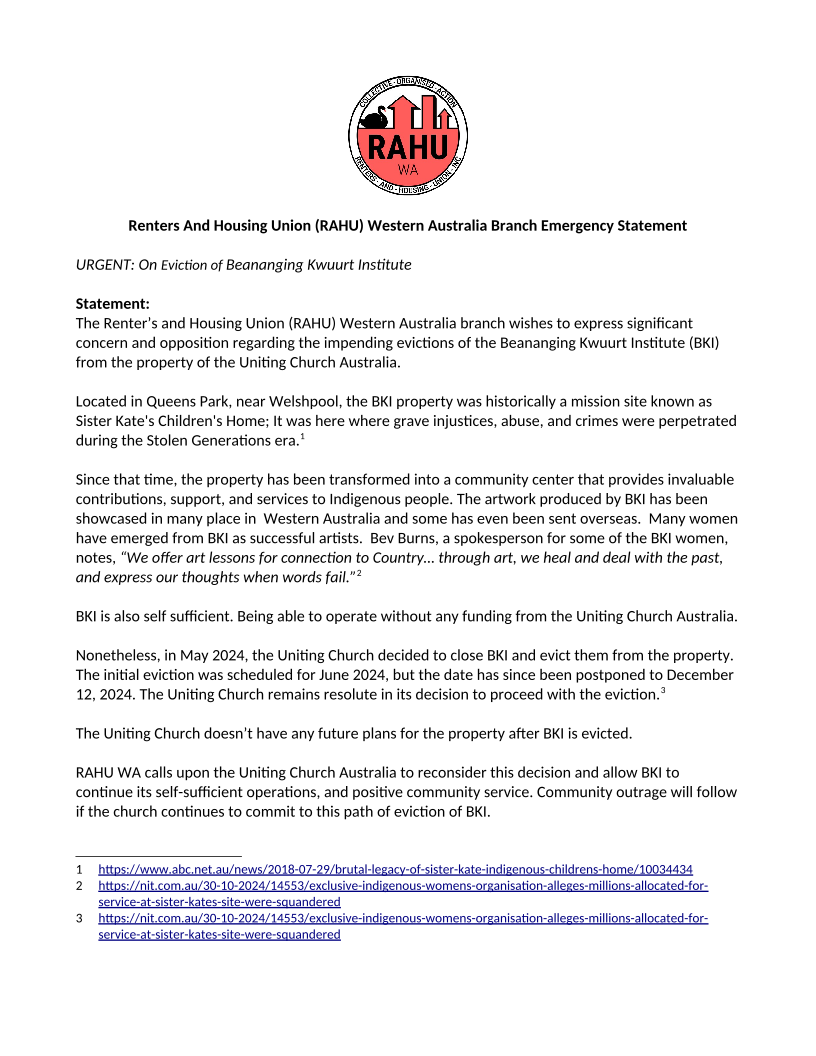 COLLECTIVE · ORGANISED · ACTION
RAHU
WA
RENTERS · AND · HOUSING · UNION · INC
Renters And Housing Union (RAHU) Western Australia Branch Emergency Statement
URGENT: On Eviction of Beananging Kwuurt Institute
Statement:
The Renter’s and Housing Union (RAHU) Western Australia branch wishes to express significant
concern and opposition regarding the impending evictions of the Beananging Kwuurt Institute (BKI)
from the property of the Uniting Church Australia.
Located in Queens Park, near Welshpool, the BKI property was historically a mission site known as
Sister Kate's Children's Home; It was here where grave injustices, abuse, and crimes were perpetrated
during the Stolen Generations era.1
Since that time, the property has been transformed into a community center that provides invaluable
contributions, support, and services to Indigenous people. The artwork produced by BKI has been
showcased in many place in  Western Australia and some has even been sent overseas.  Many women
have emerged from BKI as successful artists.  Bev Burns, a spokesperson for some of the BKI women,
notes, “We offer art lessons for connection to Country… through art, we heal and deal with the past,
and express our thoughts when words fail.”2
BKI is also self sufficient. Being able to operate without any funding from the Uniting Church Australia.
Nonetheless, in May 2024, the Uniting Church decided to close BKI and evict them from the property.
The initial eviction was scheduled for June 2024, but the date has since been postponed to December
12, 2024. The Uniting Church remains resolute in its decision to proceed with the eviction.3
The Uniting Church doesn’t have any future plans for the property after BKI is evicted.
RAHU WA calls upon the Uniting Church Australia to reconsider this decision and allow BKI to
continue its self-sufficient operations, and positive community service. Community outrage will follow
if the church continues to commit to this path of eviction of BKI.
1 https://www.abc.net.au/news/2018-07-29/brutal-legacy-of-sister-kate-indigenous-childrens-home/10034434
2 https://nit.com.au/30-10-2024/14553/exclusive-indigenous-womens-organisation-alleges-millions-allocated-for-
service-at-sister-kates-site-were-squandered
3 https://nit.com.au/30-10-2024/14553/exclusive-indigenous-womens-organisation-alleges-millions-allocated-for-
service-at-sister-kates-site-were-squandered